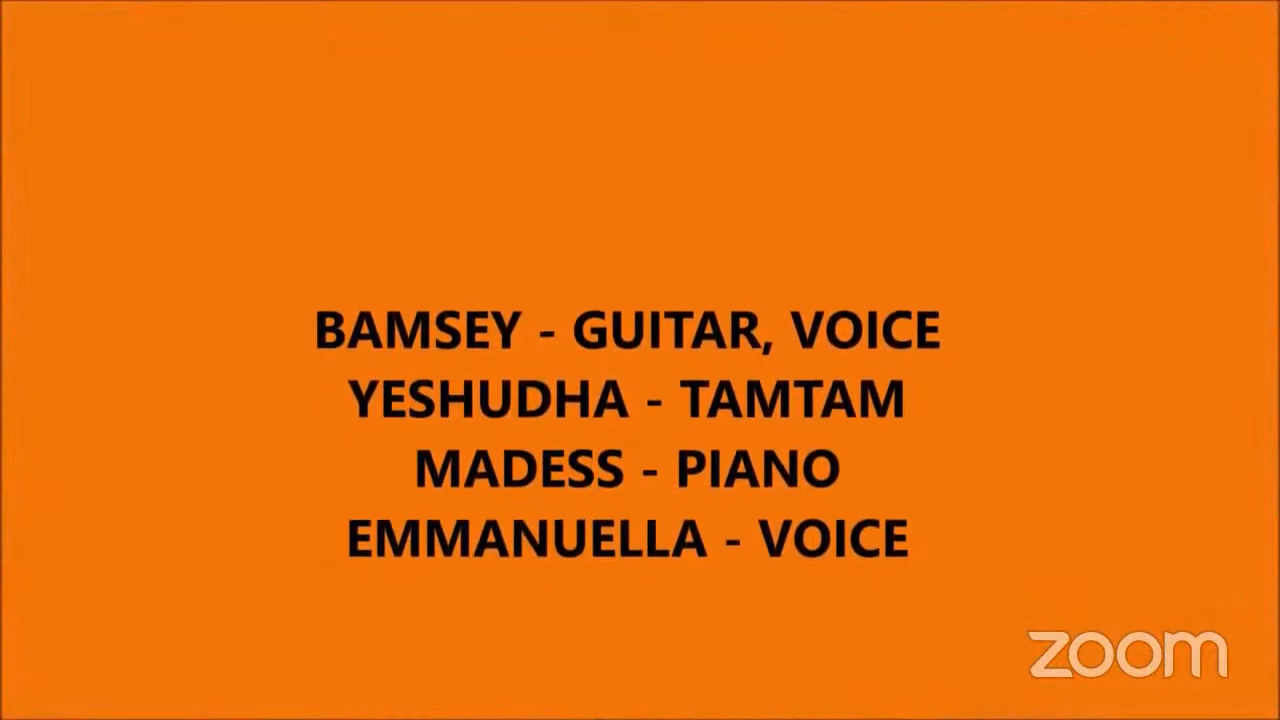 BAMSEY - GUITAR, VOICE
YESHUDHA - TAMTAM
MADESS - PIANO
EMMANUELLA - VOICE
zoom